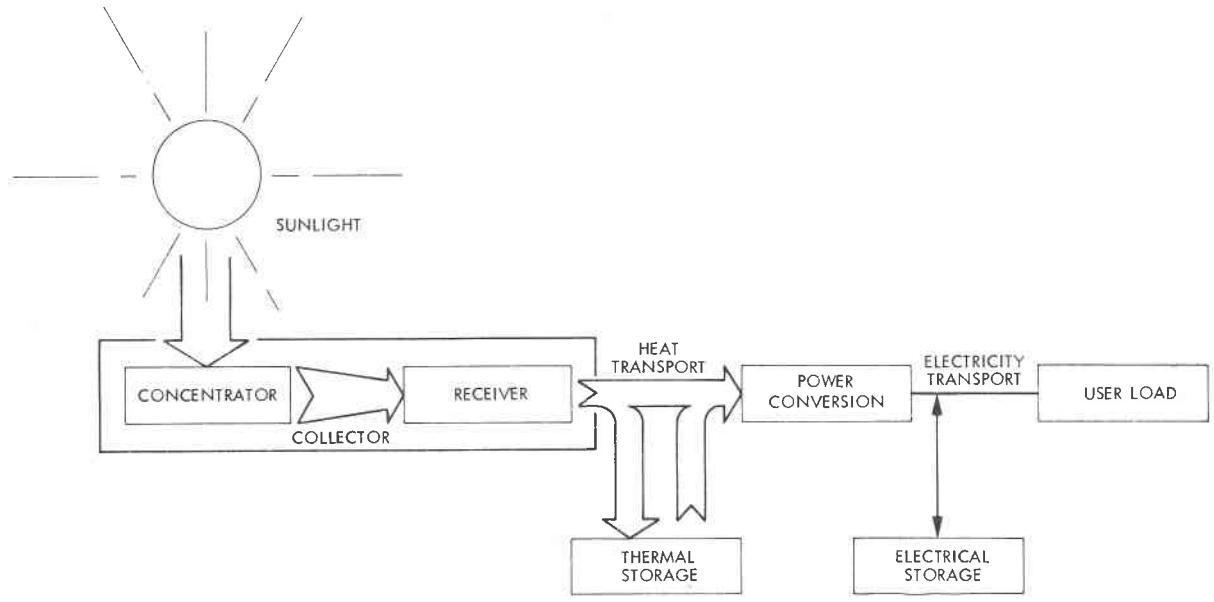 SUNLIGHT
CONCENTRATOR
COLLECTOR
RECEIVER
HEAT
TRANSPORT
POWER
CONVERSION
ELECTRICITY
TRANSPORT
USER LOAD
THERMAL
STORAGE
ELECTRICAL
STORAGE